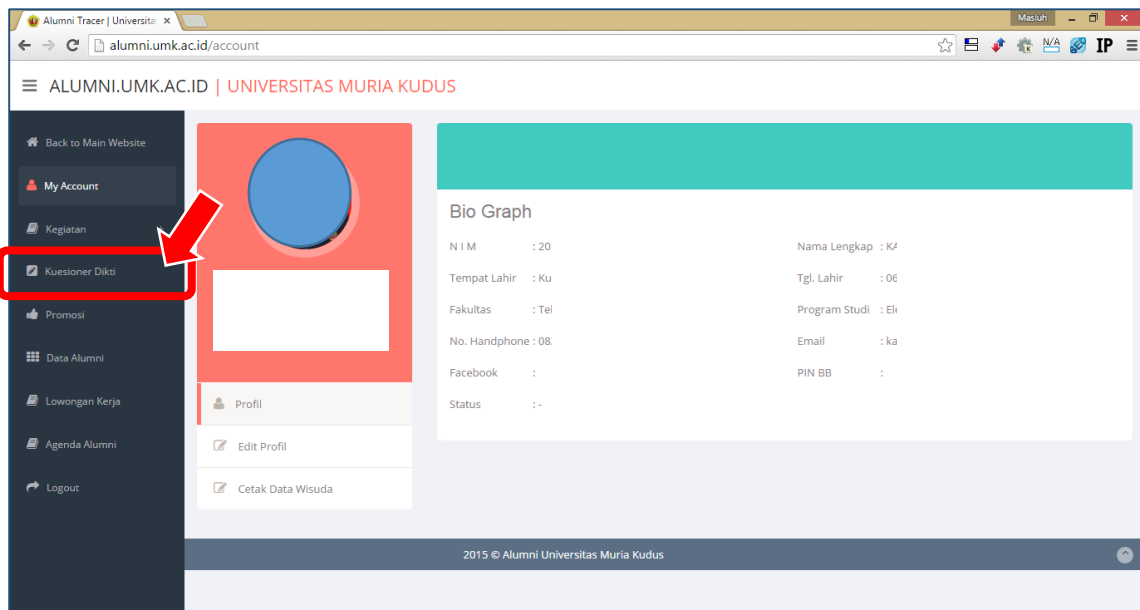 Alumni Tracer | Universita
Masluh
alumni.umk.ac.id/account
N/A
IP
ALUMNI.UMK.AC.ID | UNIVERSITAS MURIA KUDUS
Back to Main Website
My Account
Kegiatan
Kuesioner Dikti
Promosi
Data Alumni
Lowongan Kerja
Agenda Alumni
Logout
Profil
Edit Profil
Cetak Data Wisuda
Bio Graph
N I M : 20
Nama Lengkap : KA
Tempat Lahir : Ku
Tgl. Lahir : 06
Fakultas : Tel
Program Studi : El
No. Handphone : 08
Email : ka
Facebook :
PIN BB :
Status : -
2015 © Alumni Universitas Muria Kudus